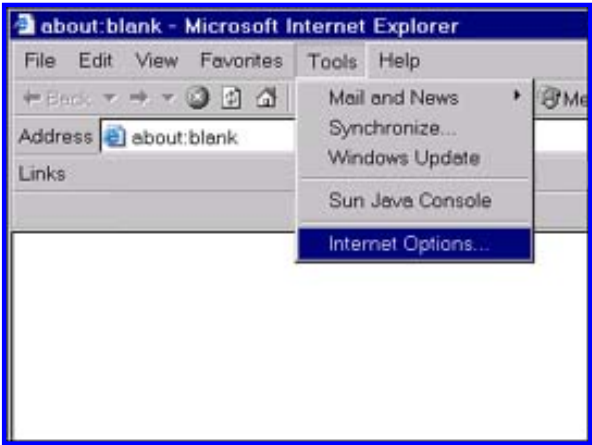 about:blank - Microsoft Internet Explorer
File Edit View Favorites Tools Help
Back
Address about:blank
Links
Mail and News
Synchronize...
Windows Update
Sun Java Console
Internet Options...